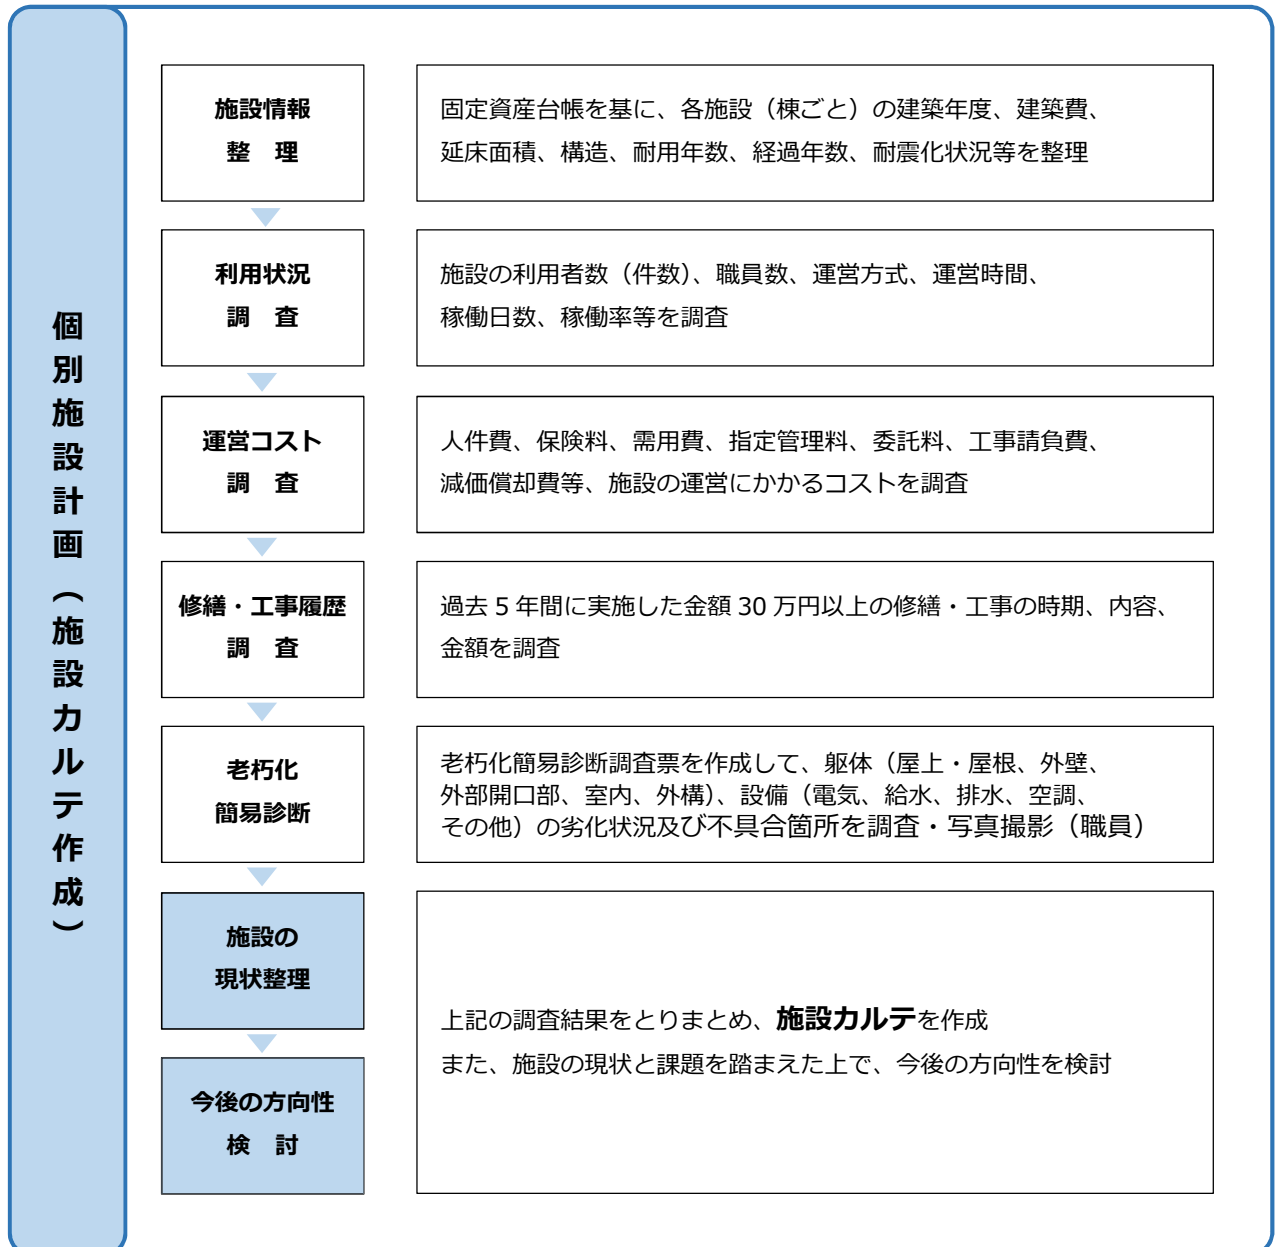 個別施設計画（施設カルテ作成）
施設情報
整　理
固定資産台帳を基に、各施設（棟ごと）の建築年度、建築費、
延床面積、構造、耐用年数、経過年数、耐震化状況等を整理
利用状況
調　査
施設の利用者数（件数）、職員数、運営方式、運営時間、
稼働日数、稼働率等を調査
運営コスト
調　査
人件費、保険料、需用費、指定管理料、委託料、工事請負費、
減価償却費等、施設の運営にかかるコストを調査
修繕・工事履歴
調　査
過去 5 年間に実施した金額 30 万円以上の修繕・工事の時期、内容、
金額を調査
老朽化
簡易診断
老朽化簡易診断調査票を作成して、躯体（屋上・屋根、外壁、
外部開口部、室内、外構）、設備（電気、給水、排水、空調、
その他）の劣化状況及び不具合箇所を調査・写真撮影（職員）
施設の
現状整理
今後の方向性
検　討
上記の調査結果をとりまとめ、施設カルテを作成
また、施設の現状と課題を踏まえた上で、今後の方向性を検討